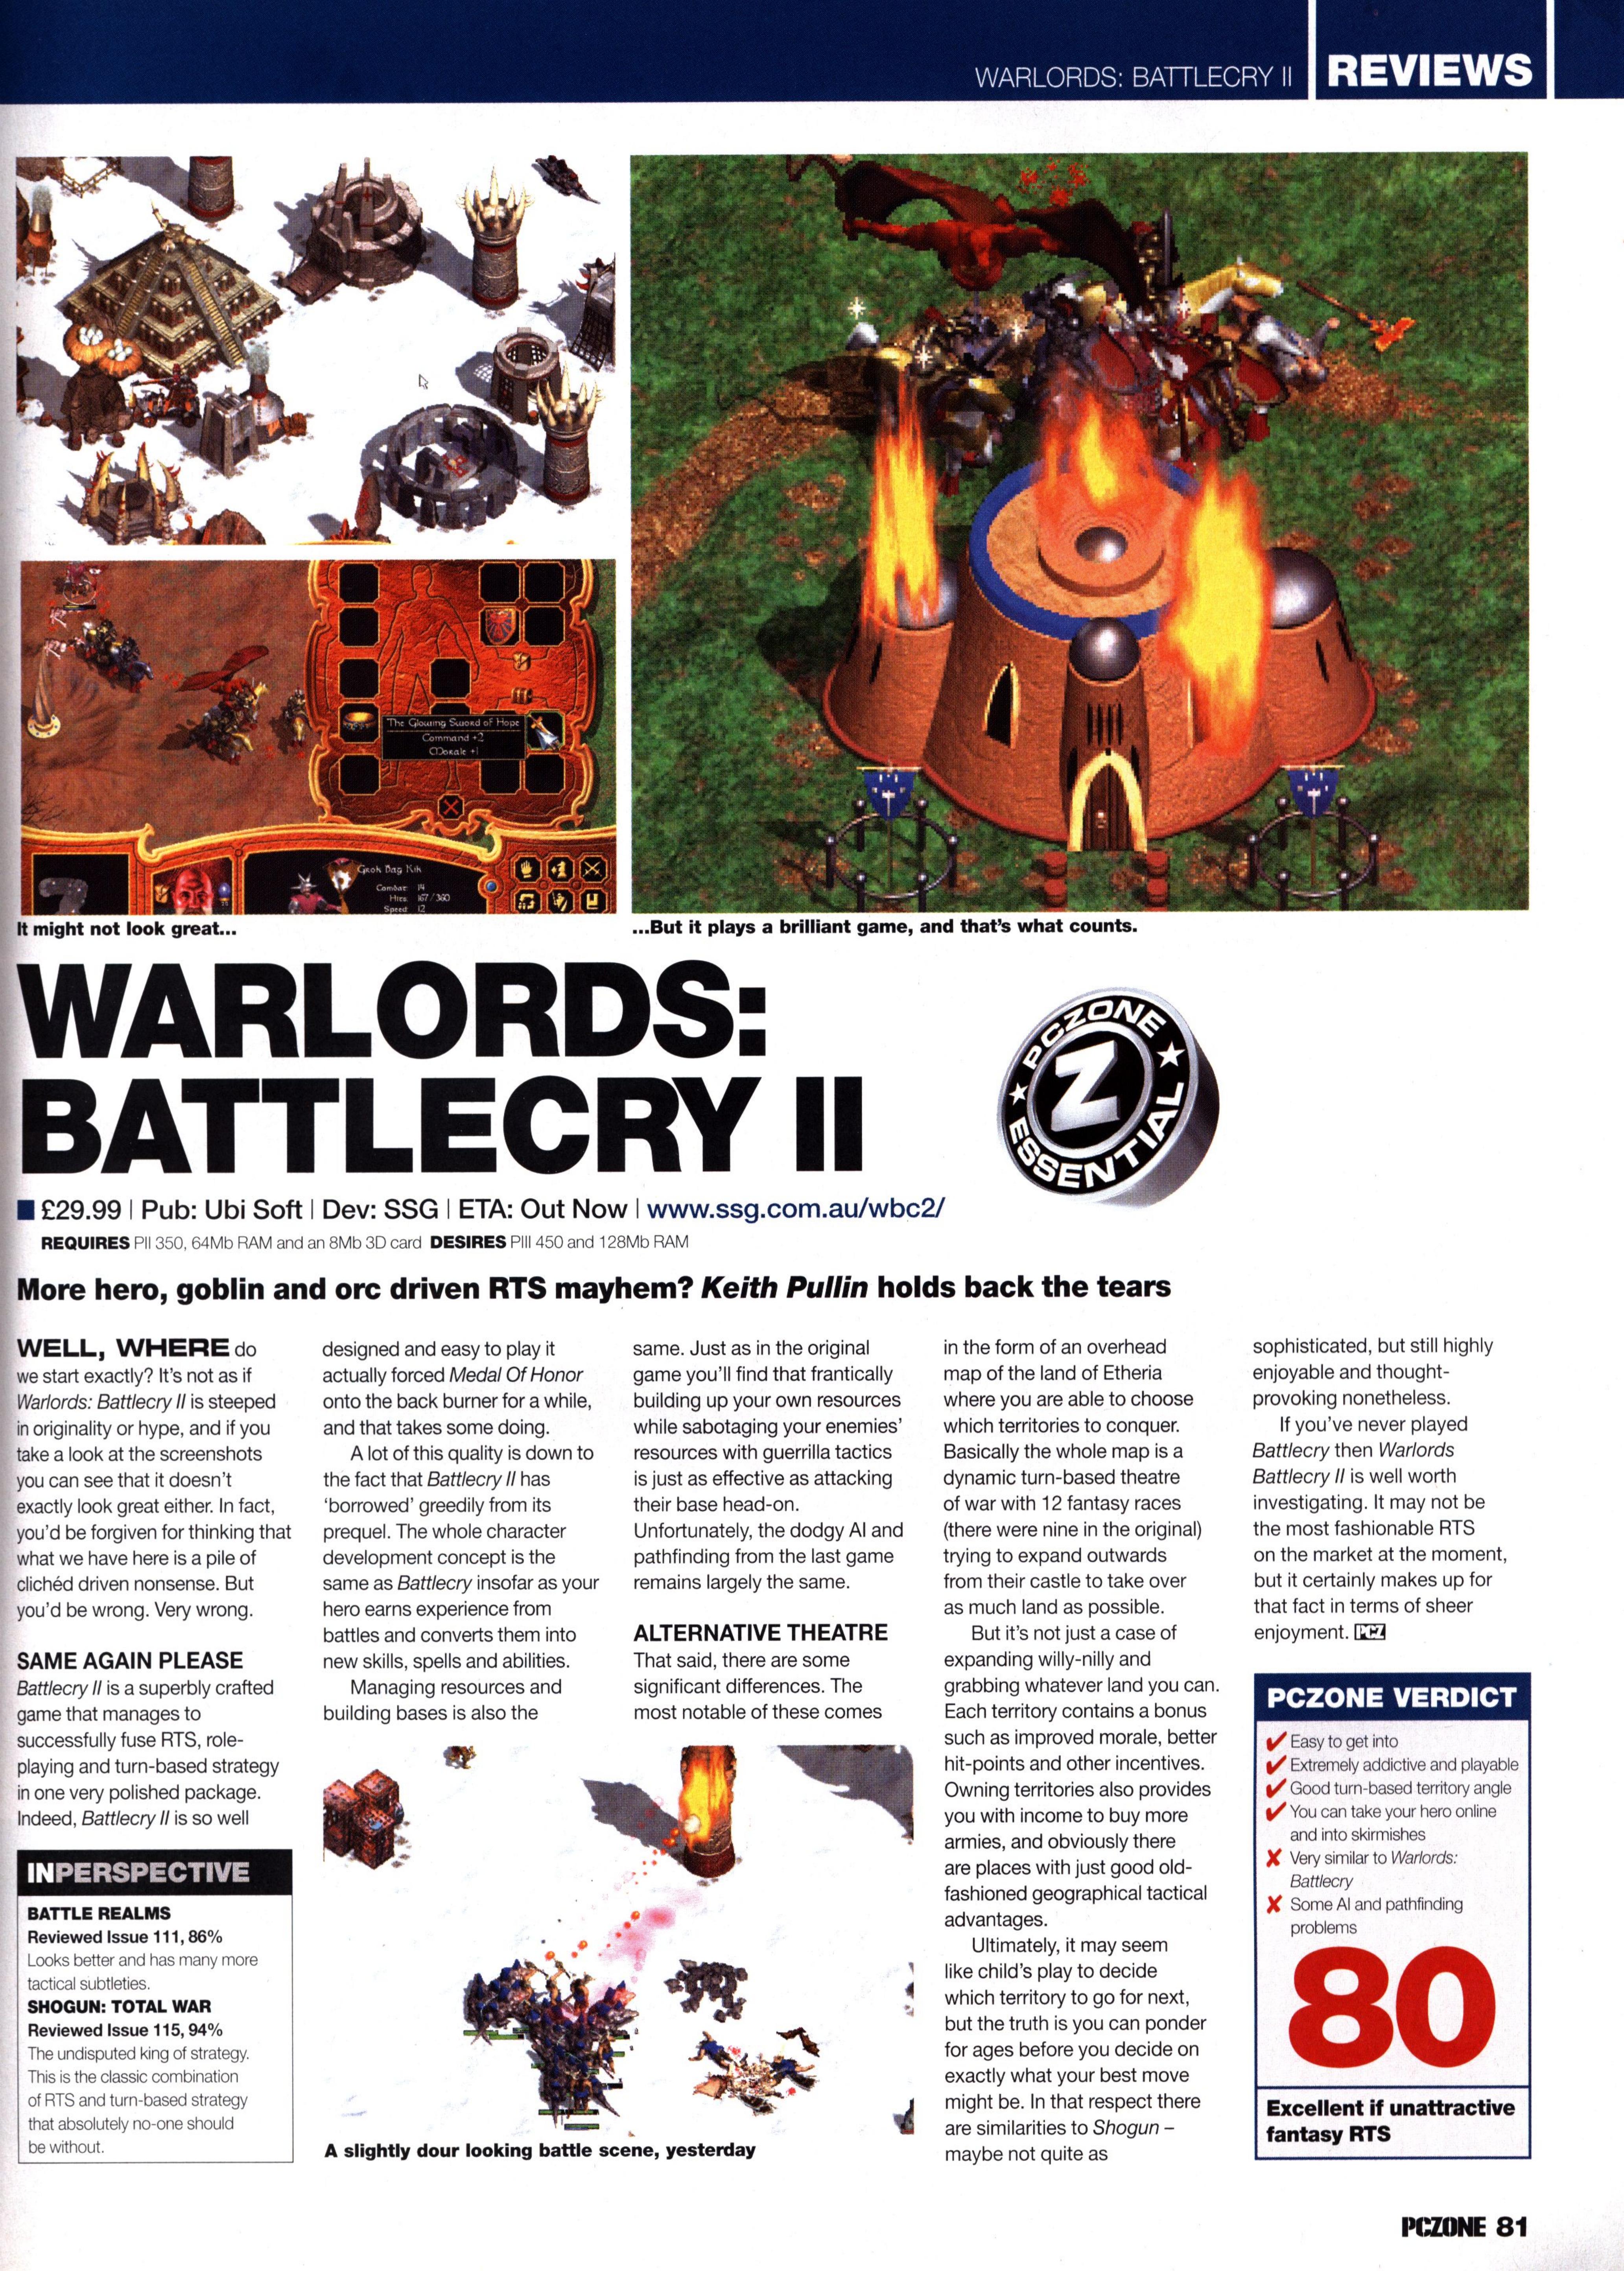 WARLORDS: BATTLECRY II
REVIEWS
The Glowing Sword of Hope
Command +2
Morale +1
Grok Bag Kik
Combat: 14
Hits: 167/360
Speed: 12
It might not look great...
...But it plays a brilliant game, and that's what counts.
WARLORDS:
BATTLECRY II
PCZONE
Z
ESSENTIAL
£29.99 | Pub: Ubi Soft | Dev: SSG | ETA: Out Now | www.ssg.com.au/wbc2/
REQUIRES PII 350, 64Mb RAM and an 8Mb 3D card DESIRES PIII 450 and 128Mb RAM
More hero, goblin and orc driven RTS mayhem? Keith Pullin holds back the tears
WELL, WHERE do
we start exactly? It's not as if
Warlords: Battlecry II is steeped
in originality or hype, and if you
take a look at the screenshots
you can see that it doesn't
exactly look great either. In fact,
you'd be forgiven for thinking that
what we have here is a pile of
clichéd driven nonsense. But
you'd be wrong. Very wrong.
SAME AGAIN PLEASE
Battlecry II is a superbly crafted
game that manages to
successfully fuse RTS, role-
playing and turn-based strategy
in one very polished package.
Indeed, Battlecry II is so well
INPERSPECTIVE
BATTLE REALMS
Reviewed Issue 111, 86%
Looks better and has many more
tactical subtleties.
SHOGUN: TOTAL WAR
Reviewed Issue 115, 94%
The undisputed king of strategy.
This is the classic combination
of RTS and turn-based strategy
that absolutely no-one should
be without.
designed and easy to play it
actually forced Medal Of Honor
onto the back burner for a while,
and that takes some doing.
A lot of this quality is down to
the fact that Battlecry II has
'borrowed' greedily from its
prequel. The whole character
development concept is the
same as Battlecry insofar as your
hero earns experience from
battles and converts them into
new skills, spells and abilities.
Managing resources and
building bases is also the
same. Just as in the original
game you'll find that frantically
building up your own resources
while sabotaging your enemies'
resources with guerrilla tactics
is just as effective as attacking
their base head-on.
Unfortunately, the dodgy AI and
pathfinding from the last game
remains largely the same.
ALTERNATIVE THEATRE
That said, there are some
significant differences. The
most notable of these comes
A slightly dour looking battle scene, yesterday
in the form of an overhead
map of the land of Etheria
where you are able to choose
which territories to conquer.
Basically the whole map is a
dynamic turn-based theatre
of war with 12 fantasy races
(there were nine in the original)
trying to expand outwards
from their castle to take over
as much land as possible.
But it's not just a case of
expanding willy-nilly and
grabbing whatever land you can.
Each territory contains a bonus
such as improved morale, better
hit-points and other incentives.
Owning territories also provides
you with income to buy more
armies, and obviously there
are places with just good old-
fashioned geographical tactical
advantages.
Ultimately, it may seem
like child's play to decide
which territory to go for next,
but the truth is you can ponder
for ages before you decide on
exactly what your best move
might be. In that respect there
are similarities to Shogun –
maybe not quite as
sophisticated, but still highly
enjoyable and thought-
provoking nonetheless.
If you've never played
Battlecry then Warlords
Battlecry II is well worth
investigating. It may not be
the most fashionable RTS
on the market at the moment,
but it certainly makes up for
that fact in terms of sheer
enjoyment. PCZ
PCZONE VERDICT
✔ Easy to get into
✔ Extremely addictive and playable
✔ Good turn-based territory angle
✔ You can take your hero online
and into skirmishes
✘ Very similar to Warlords:
Battlecry
✘ Some AI and pathfinding
problems
80
Excellent if unattractive
fantasy RTS
PCZONE 81